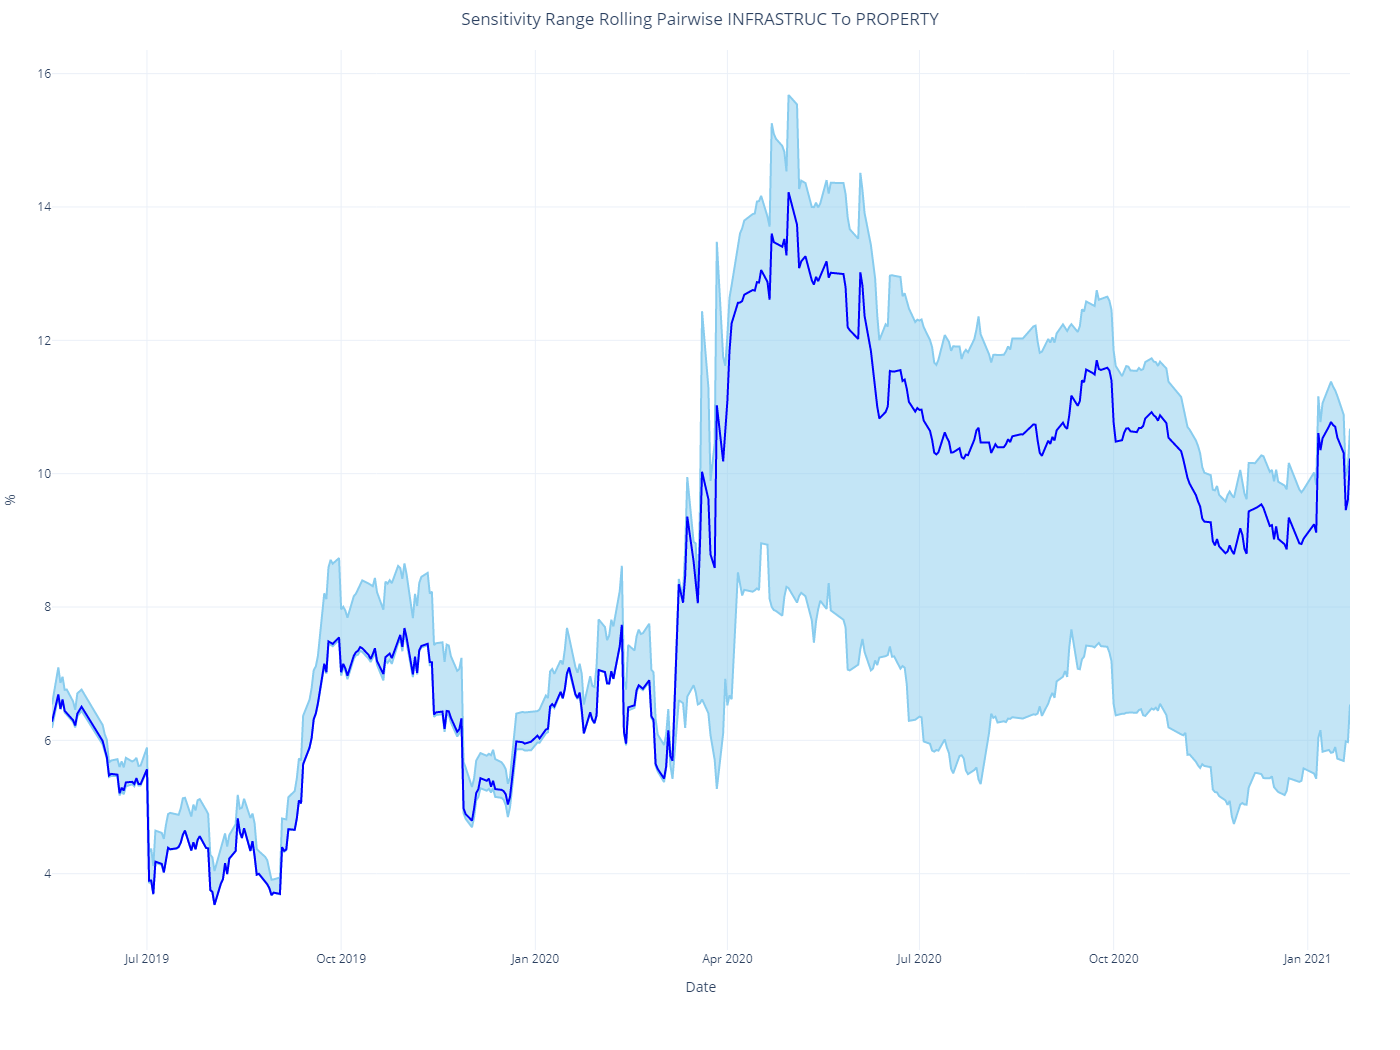 Sensitivity Range Rolling Pairwise INFRASTRUC To PROPERTY
16
14
12
10
8
6
4
%
Jul 2019
Oct 2019
Jan 2020
Apr 2020
Jul 2020
Oct 2020
Jan 2021
Date